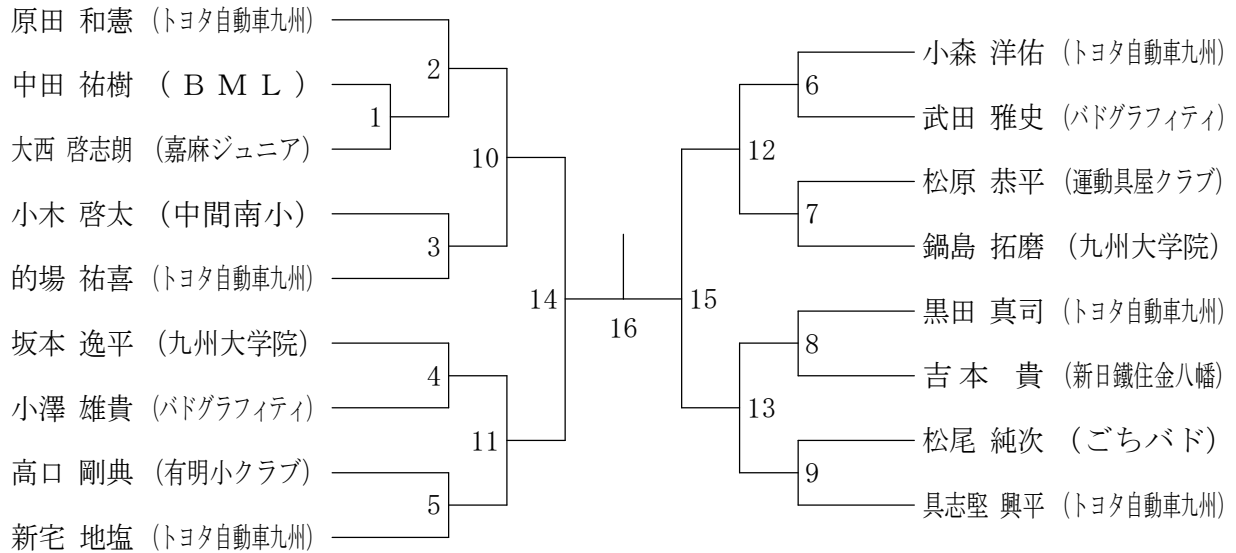 原田 和憲 (トヨタ自動車九州)
中田 祐樹 (ＢＭＬ)
大西 啓志朗 (嘉麻ジュニア)
小木 啓太 (中間南小)
的場 祐喜 (トヨタ自動車九州)
坂本 逸平 (九州大学院)
小澤 雄貴 (バドグラフィティ)
高口 剛典 (有明小クラブ)
新宅 地塩 (トヨタ自動車九州)
2
1
10
3
14
4
11
5
16
小森 洋佑 (トヨタ自動車九州)
武田 雅史 (バドグラフィティ)
松原 恭平 (運動具屋クラブ)
鍋島 拓磨 (九州大学院)
黒田 真司 (トヨタ自動車九州)
吉本 貴 (新日鐵住金八幡)
松尾 純次 (ごちバド)
具志堅 興平 (トヨタ自動車九州)
6
12
7
15
8
13
9